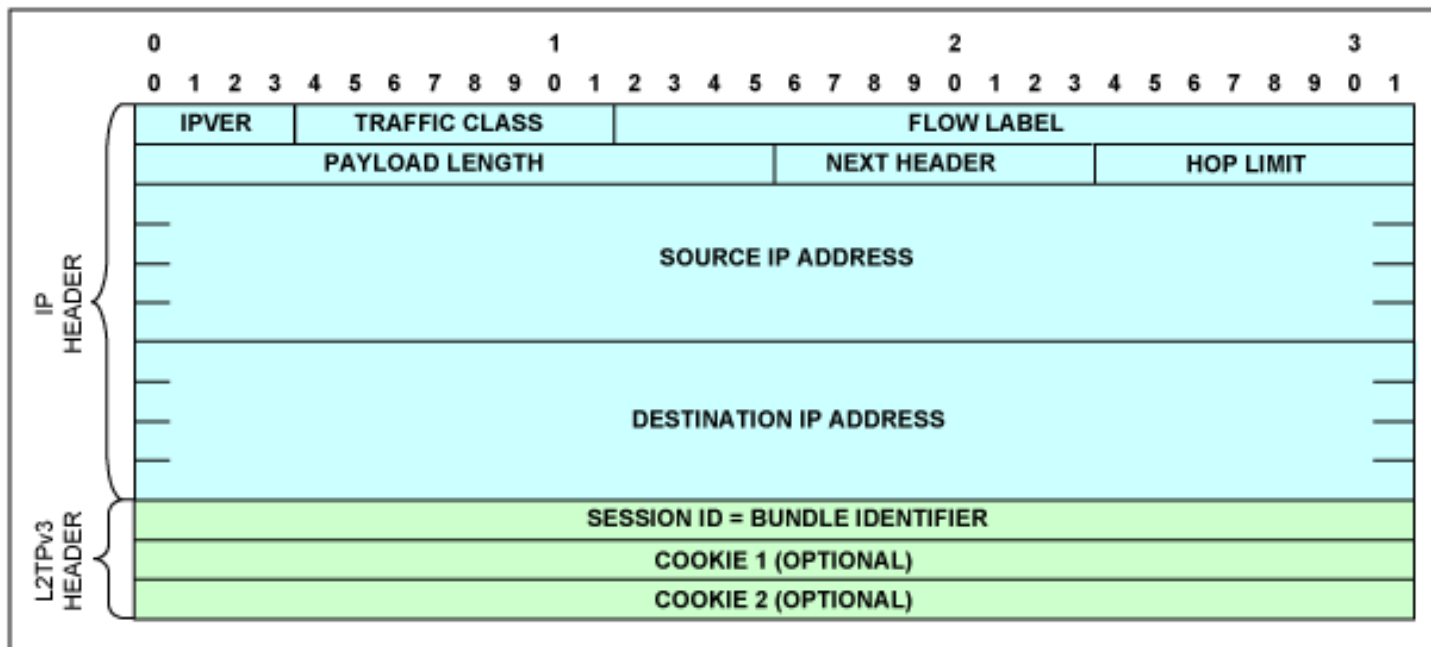 0 1 2 3
0 1 2 3 4 5 6 7 8 9 0 1 2 3 4 5 6 7 8 9 0 1 2 3 4 5 6 7 8 9 0 1
IPVER TRAFFIC CLASS FLOW LABEL
PAYLOAD LENGTH NEXT HEADER HOP LIMIT
IP
HEADER
SOURCE IP ADDRESS
DESTINATION IP ADDRESS
L2TPv3
HEADER
SESSION ID = BUNDLE IDENTIFIER
COOKIE 1 (OPTIONAL)
COOKIE 2 (OPTIONAL)